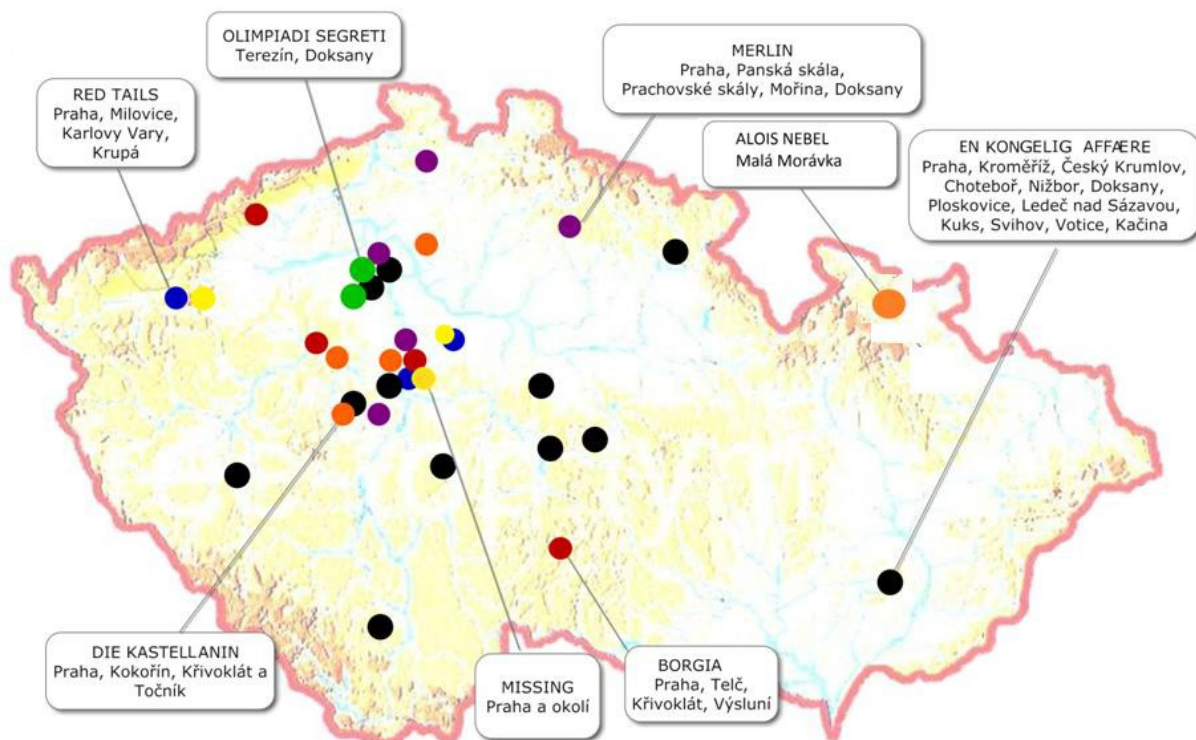 OLIMPIADI SEGRETI
Terezín, Doksany
MERLIN
Praha, Panská skála,
Prachovské skály, Mořina, Doksany
RED TAILS
Praha, Milovice,
Karlovy Vary,
Krupá
ALOIS NEBEL
Malá Morávka
EN KONGELIG AFFÆRE
Praha, Kroměříž, Český Krumlov,
Choteboř, Nižbor, Doksany,
Ploskovice, Ledeč nad Sázavou,
Kuks, Svihov, Votice, Kačina
DIE KASTELLANIN
Praha, Kokořín, Křivoklát a
Točník
MISSING
Praha a okolí
BORGIA
Praha, Telč,
Křivoklát, Výsluní